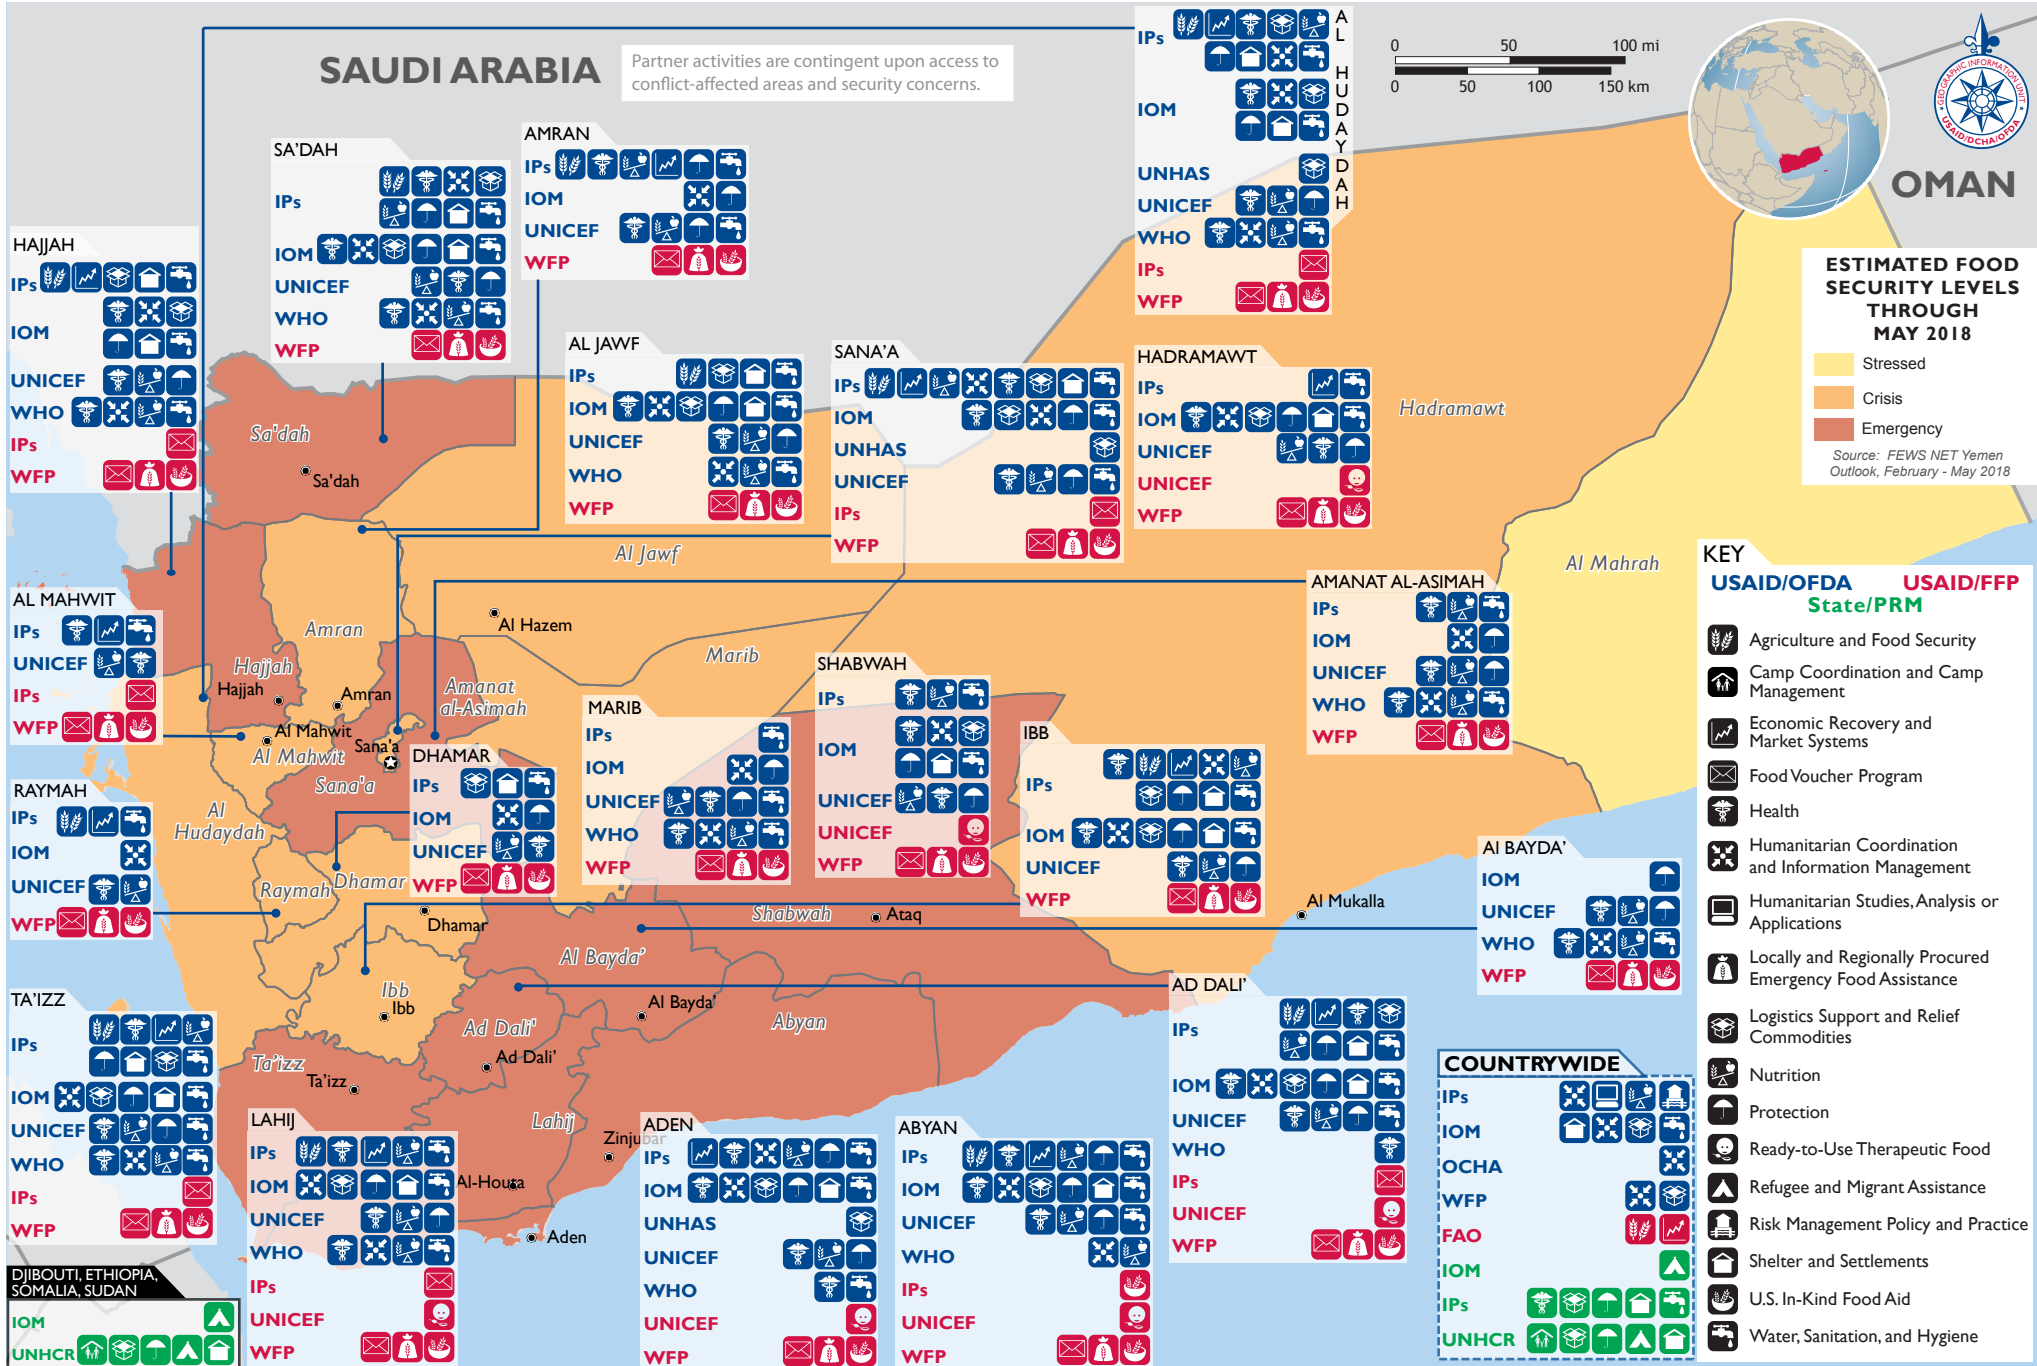 SAUDI ARABIA
Partner activities are contingent upon access to
conflict-affected areas and security concerns.
0 50 100 mi
0 50 100 150 km
GEOGRAPHIC INFORMATION UNIT
USAID/DCHA/OFDA
OMAN
ESTIMATED FOOD
SECURITY LEVELS
THROUGH
MAY 2018
Stressed
Crisis
Emergency
Source: FEWS NET Yemen
Outlook, February - May 2018
AL HUDAYDAH
IPs
IOM
UNHAS
UNICEF
WHO
IPs
WFP
AMRAN
IPs
IOM
UNICEF
WFP
SA'DAH
IPs
IOM
UNICEF
WHO
WFP
HAJJAH
IPs
IOM
UNICEF
WHO
IPs
WFP
AL JAWF
IPs
IOM
UNICEF
WHO
WFP
SANA'A
IPs
IOM
UNHAS
UNICEF
IPs
WFP
HADRAMAWT
IPs
IOM
UNICEF
UNICEF
WFP
AL MAHWIT
IPs
UNICEF
IPs
WFP
AMANAT AL-ASIMAH
IPs
IOM
UNICEF
WHO
WFP
SHABWAH
IPs
IOM
UNICEF
UNICEF
WFP
MARIB
IPs
IOM
UNICEF
WHO
WFP
IBB
IPs
IOM
UNICEF
WFP
DHAMAR
IPs
IOM
UNICEF
WFP
RAYMAH
IPs
IOM
UNICEF
WFP
Al BAYDA'
IOM
UNICEF
WHO
WFP
AD DALI'
IPs
IOM
UNICEF
WHO
IPs
UNICEF
WFP
TA'IZZ
IPs
IOM
UNICEF
WHO
IPs
WFP
LAHIJ
IPs
IOM
UNICEF
WHO
IPs
UNICEF
WFP
ADEN
IPs
IOM
UNHAS
UNICEF
WHO
UNICEF
WFP
ABYAN
IPs
IOM
UNICEF
WHO
IPs
UNICEF
WFP
DJIBOUTI, ETHIOPIA,
SOMALIA, SUDAN
IOM
UNHCR
COUNTRYWIDE
IPs
IOM
OCHA
WFP
FAO
IOM
IPs
UNHCR
KEY
USAID/OFDA USAID/FFP
State/PRM
Agriculture and Food Security
Camp Coordination and Camp
Management
Economic Recovery and
Market Systems
Food Voucher Program
Health
Humanitarian Coordination
and Information Management
Humanitarian Studies, Analysis or
Applications
Locally and Regionally Procured
Emergency Food Assistance
Logistics Support and Relief
Commodities
Nutrition
Protection
Ready-to-Use Therapeutic Food
Refugee and Migrant Assistance
Risk Management Policy and Practice
Shelter and Settlements
U.S. In-Kind Food Aid
Water, Sanitation, and Hygiene
Sa'dah
Sa'dah
Hadramawt
Al Jawf
Al Mahrah
Al Hazem
Amran
Marib
Hajjah
Hajjah
Amran
Amanat
al-Asimah
Al Mahwit
Al Mahwit
Sana'a
Sana'a
Al
Hudaydah
Raymah
Dhamar
Dhamar
Shabwah
Ataq
Al Mukalla
Al Bayda'
Al Bayda'
Ibb
Ibb
Ad Dali'
Ad Dali'
Abyan
Ta'izz
Ta'izz
Lahij
Zinjubar
Al-Houta
Aden